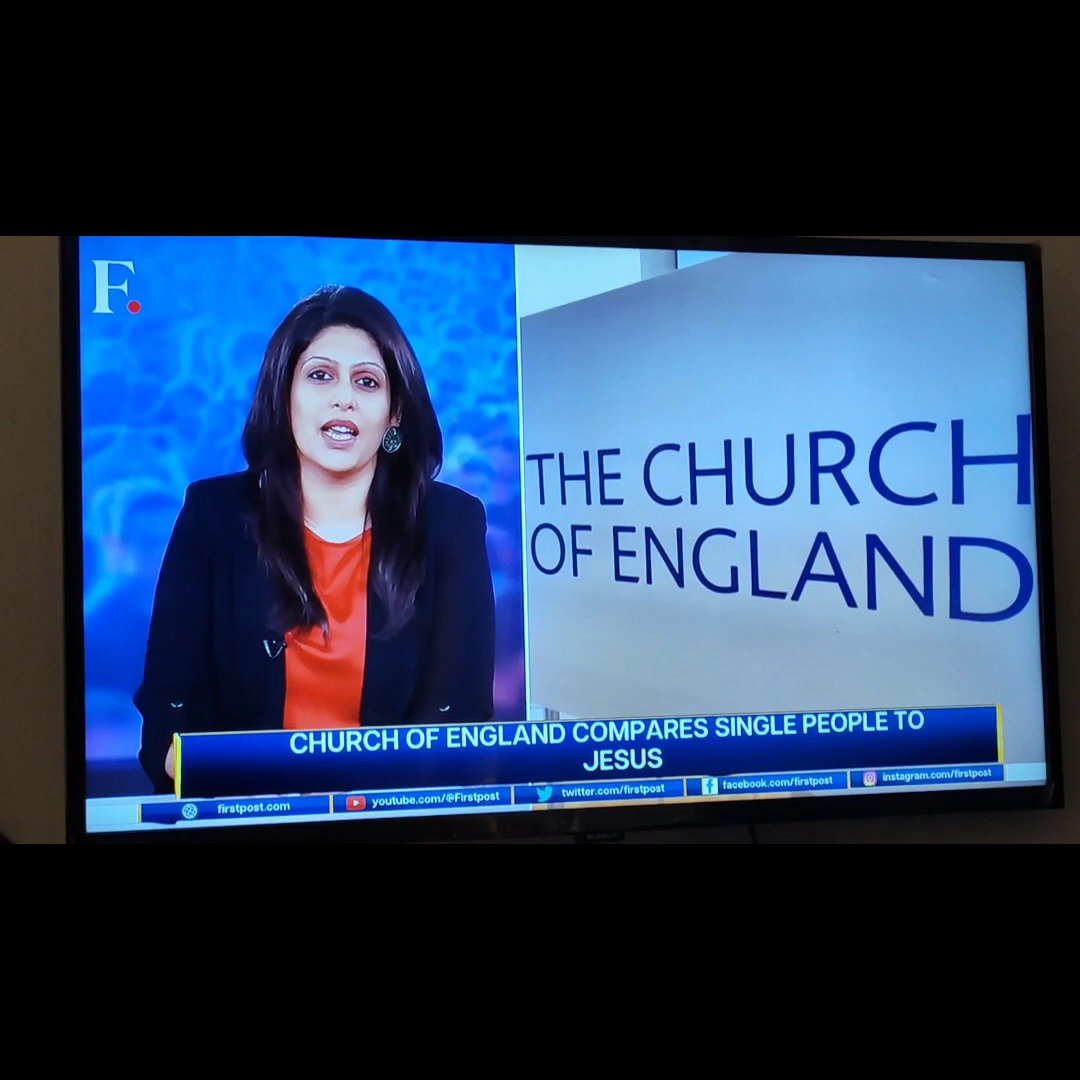 F.
THE CHURCH
OF ENGLAND
CHURCH OF ENGLAND COMPARES SINGLE PEOPLE TO
JESUS
firstpost.com
youtube.com/@Firstpost
twitter.com/firstpost
facebook.com/firstpost
instagram.com/firstpost